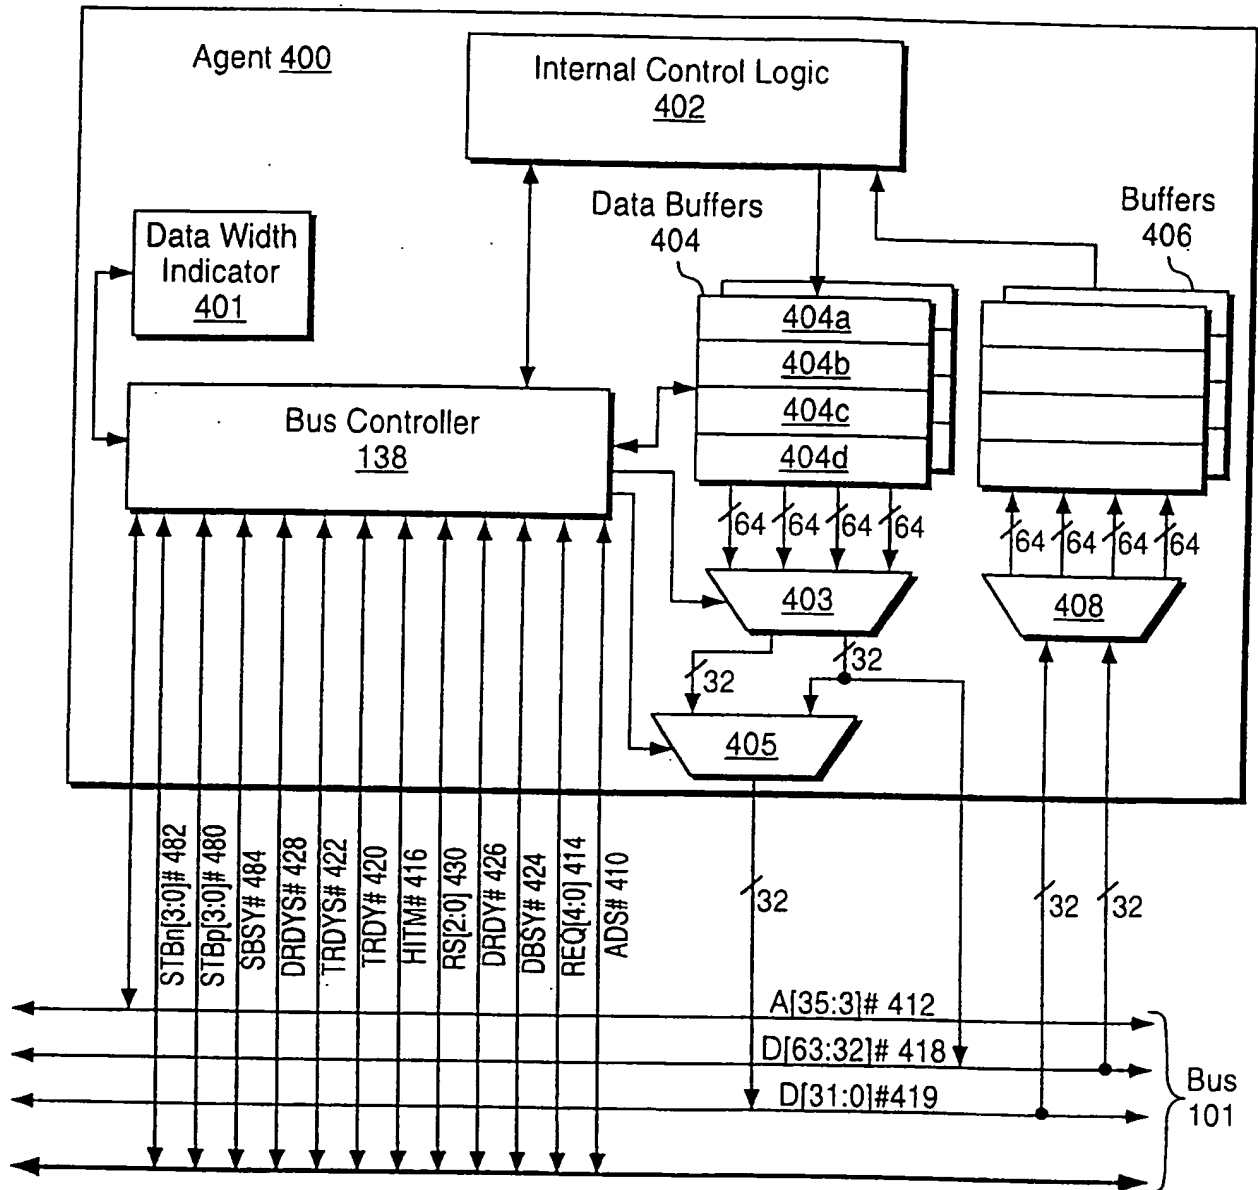 Agent 400
Internal Control Logic
402
Data Width
Indicator
401
Data Buffers
404
Buffers
406
404a
404b
404c
404d
Bus Controller
138
64
64
64
64
64
64
64
64
403
408
32
32
405
STBn[3:0]# 482
STBp[3:0]# 480
SBSY# 484
DRDYS# 428
TRDYS# 422
TRDY# 420
HITM# 416
RS[2:0] 430
DRDY# 426
DBSY# 424
REQ[4:0] 414
ADS# 410
32
32
32
A[35:3]# 412
D[63:32]# 418
D[31:0]#419
Bus
101